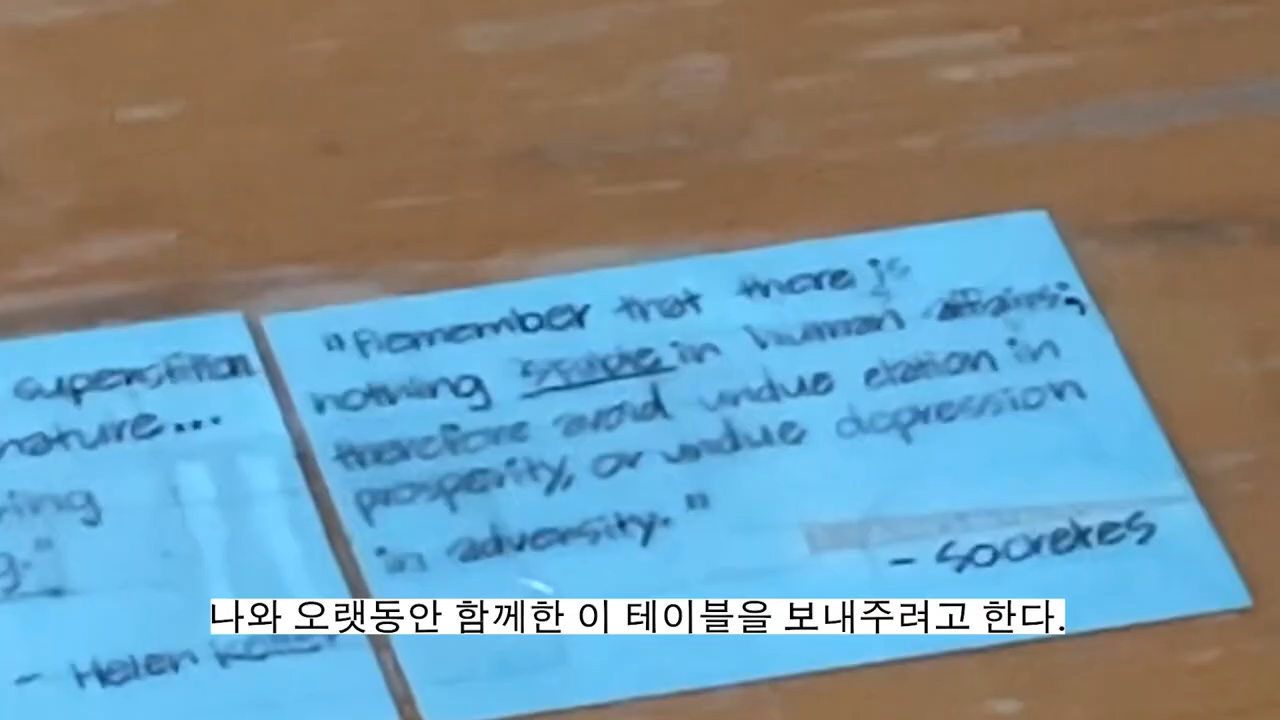 superstition
nature...
"Remember that there is
nothing stable in human affairs;
therefore avoid undue elation in
prosperity, or undue depression
in adversity."
- Socrates
- Helen Keller
나와 오랫동안 함께한 이 테이블을 보내주려고 한다.